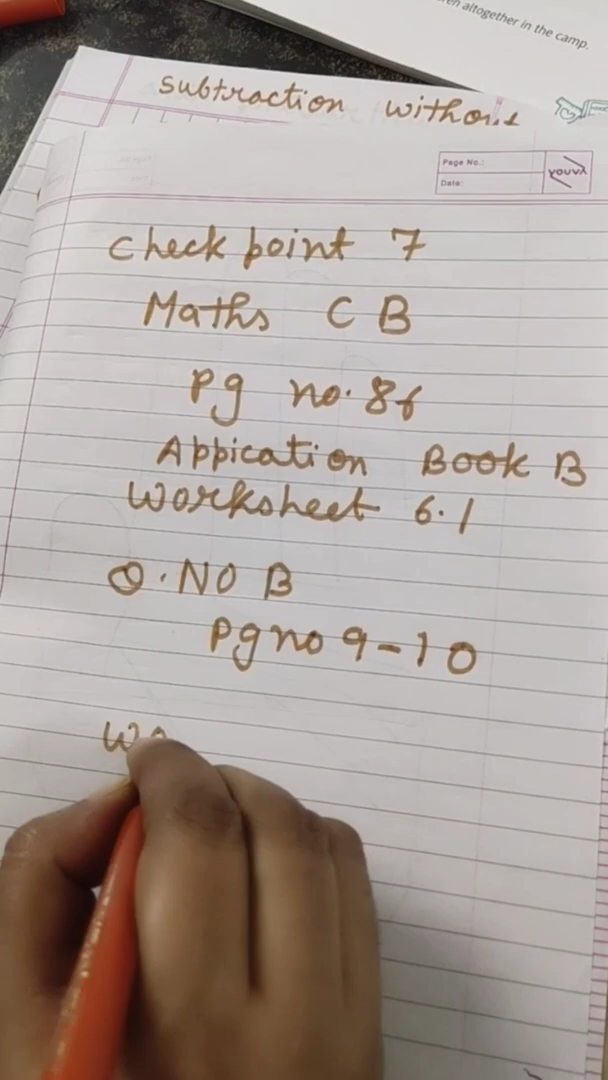 en altogether in the camp.
subtraction without
Page No.:
Date:
youva
Check point 7
Maths C B
Pg no. 86
Appication Book B
Worksheet 6.1
Q. NO B
Pg no 9-10